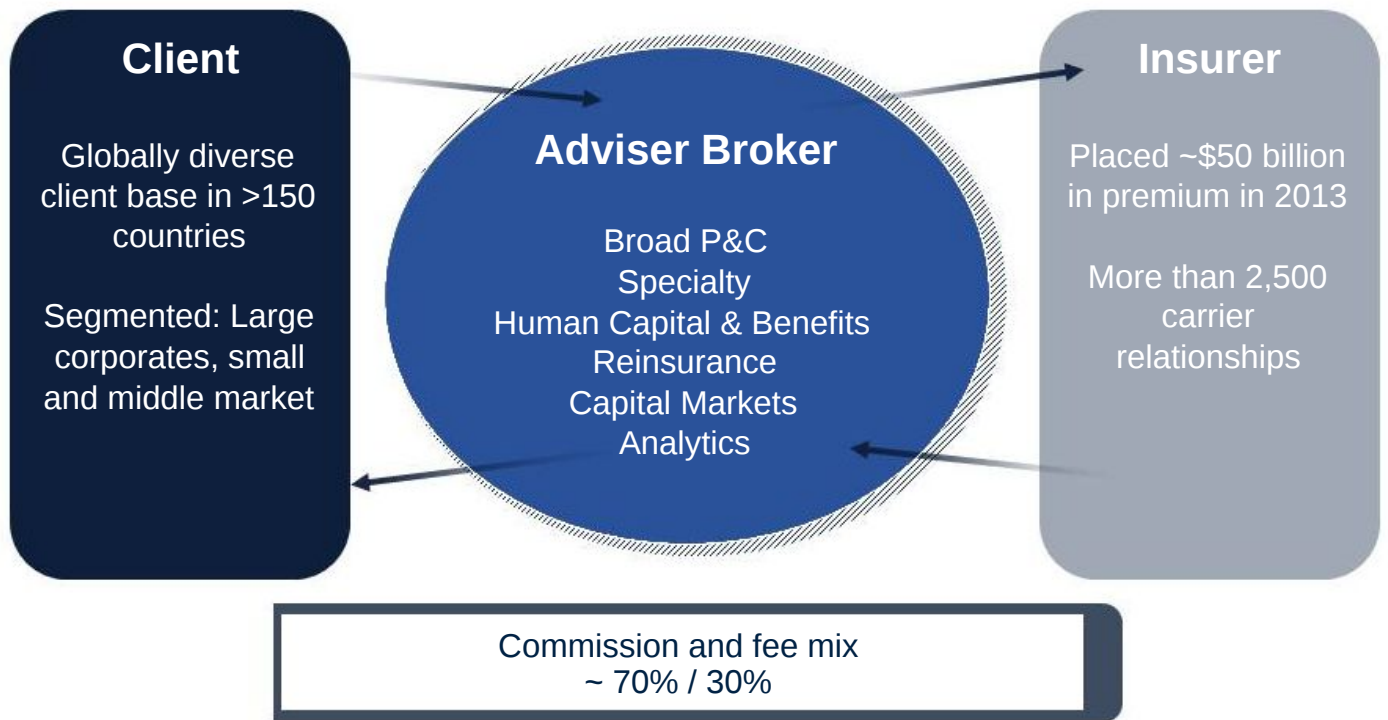 Client
Globally diverse
client base in >150
countries
Segmented: Large
corporates, small
and middle market
Adviser Broker
Broad P&C
Specialty
Human Capital & Benefits
Reinsurance
Capital Markets
Analytics
Insurer
Placed ~$50 billion
in premium in 2013
More than 2,500
carrier
relationships
Commission and fee mix
~ 70% / 30%